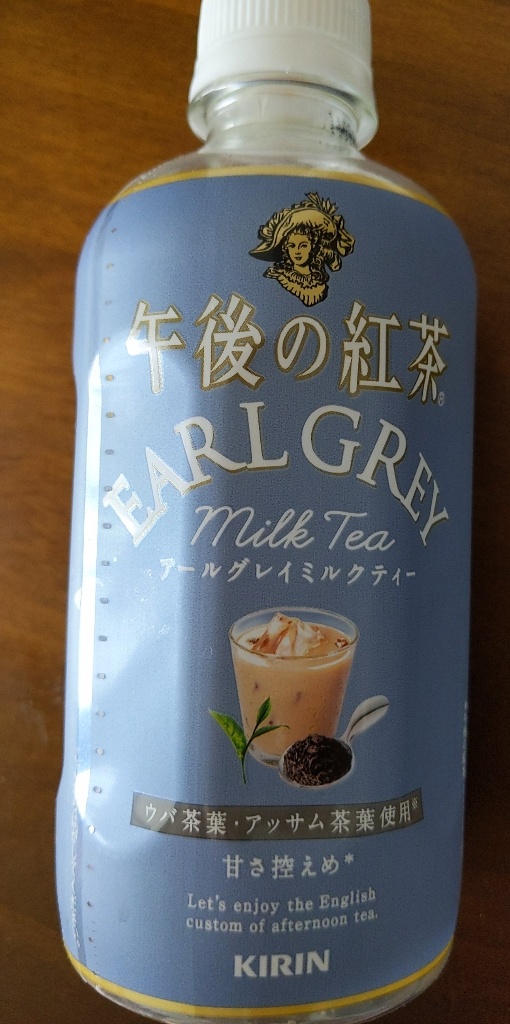 午後の紅茶®
EARL GREY
Milk Tea
アールグレイミルクティー
ウバ茶葉・アッサム茶葉使用※
甘さ控えめ*
Let's enjoy the English
custom of afternoon tea.
KIRIN